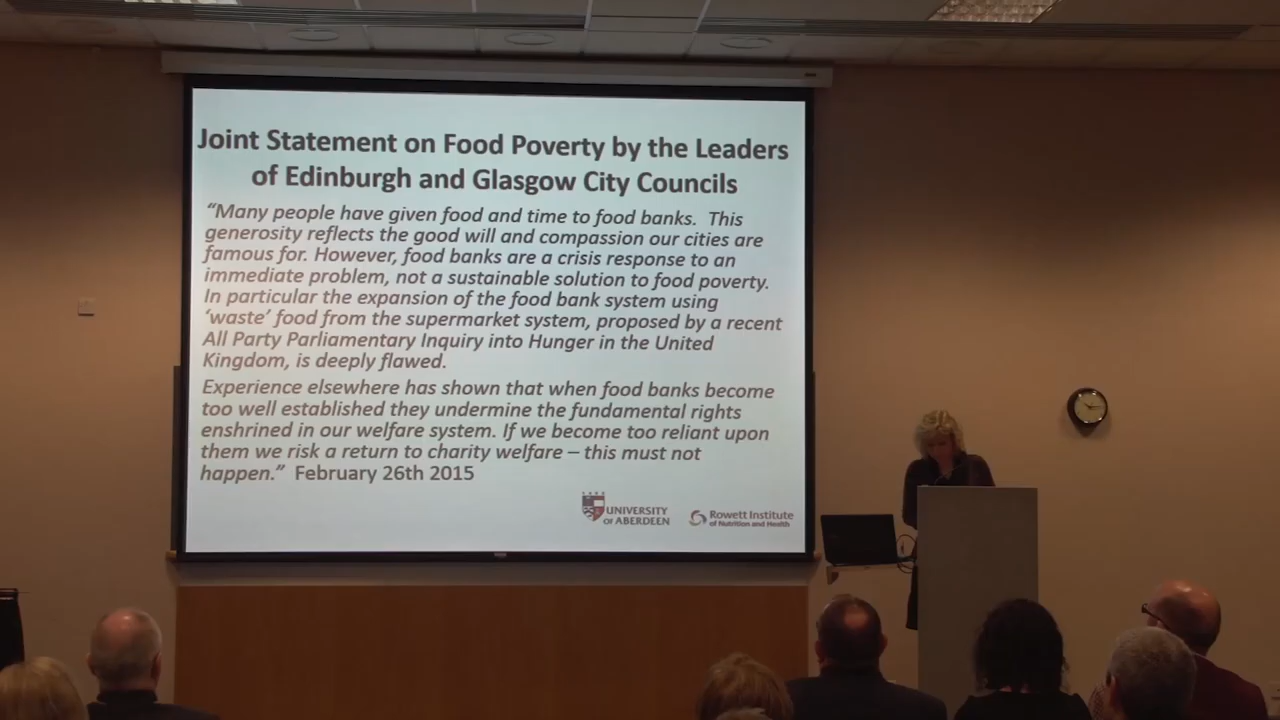 Joint Statement on Food Poverty by the Leaders
of Edinburgh and Glasgow City Councils
“Many people have given food and time to food banks.  This
generosity reflects the good will and compassion our cities are
famous for. However, food banks are a crisis response to an
immediate problem, not a sustainable solution to food poverty.
In particular the expansion of the food bank system using
‘waste’ food from the supermarket system, proposed by a recent
All Party Parliamentary Inquiry into Hunger in the United
Kingdom, is deeply flawed.
Experience elsewhere has shown that when food banks become
too well established they undermine the fundamental rights
enshrined in our welfare system. If we become too reliant upon
them we risk a return to charity welfare – this must not
happen.”  February 26th 2015
UNIVERSITY
OF ABERDEEN
Rowett Institute
of Nutrition and Health